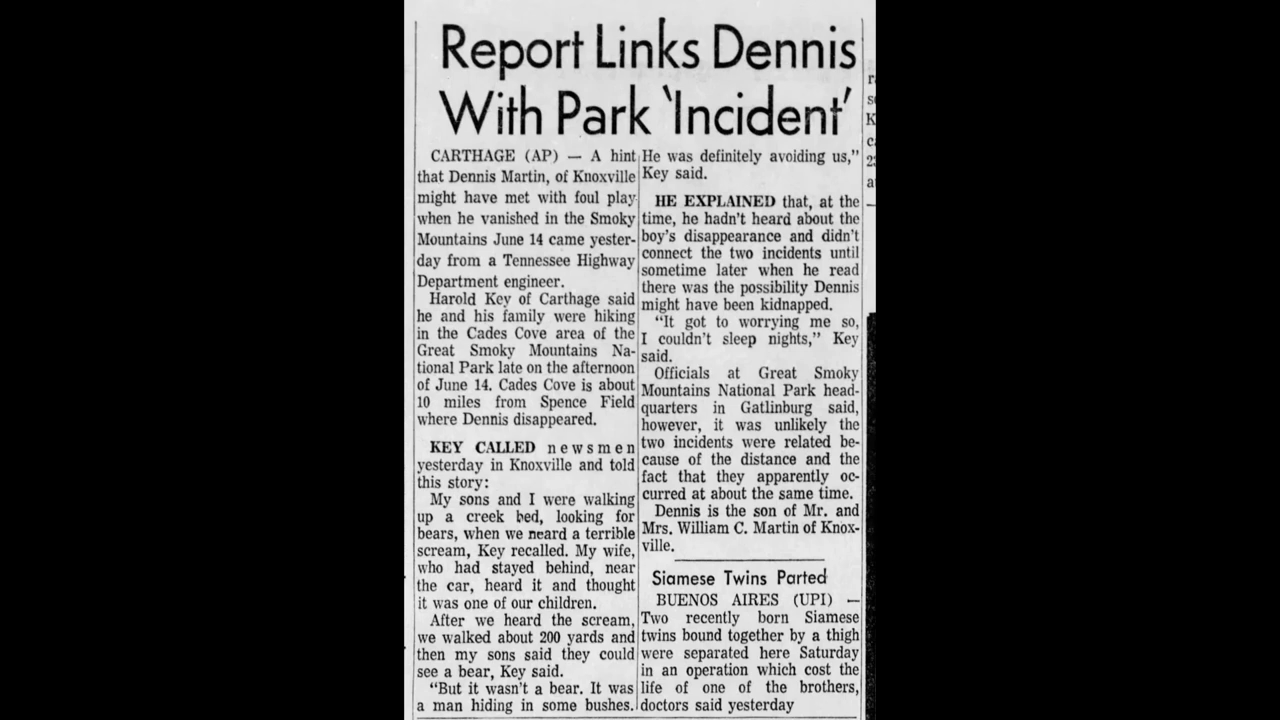 Report Links Dennis
With Park 'Incident'
CARTHAGE (AP) — A hint
that Dennis Martin, of Knoxville
might have met with foul play
when he vanished in the Smoky
Mountains June 14 came yester-
day from a Tennessee Highway
Department engineer.
Harold Key of Carthage said
he and his family were hiking
in the Cades Cove area of the
Great Smoky Mountains Na-
tional Park late on the afternoon
of June 14. Cades Cove is about
10 miles from Spence Field
where Dennis disappeared.
KEY CALLED newsmen
yesterday in Knoxville and told
this story:
My sons and I were walking
up a creek bed, looking for
bears, when we heard a terrible
scream, Key recalled. My wife,
who had stayed behind, near
the car, heard it and thought
it was one of our children.
After we heard the scream,
we walked about 200 yards and
then my sons said they could
see a bear, Key said.
"But it wasn't a bear. It was
a man hiding in some bushes.
He was definitely avoiding us,"
Key said.
HE EXPLAINED that, at the
time, he hadn't heard about the
boy's disappearance and didn't
connect the two incidents until
sometime later when he read
there was the possibility Dennis
might have been kidnapped.
"It got to worrying me so,
I couldn't sleep nights," Key
said.
Officials at Great Smoky
Mountains National Park head-
quarters in Gatlinburg said,
however, it was unlikely the
two incidents were related be-
cause of the distance and the
fact that they apparently oc-
curred at about the same time.
Dennis is the son of Mr. and
Mrs. William C. Martin of Knox-
ville.
Siamese Twins Parted
BUENOS AIRES (UPI) —
Two recently born Siamese
twins bound together by a thigh
were separated here Saturday
in an operation which cost the
life of one of the brothers,
doctors said yesterday